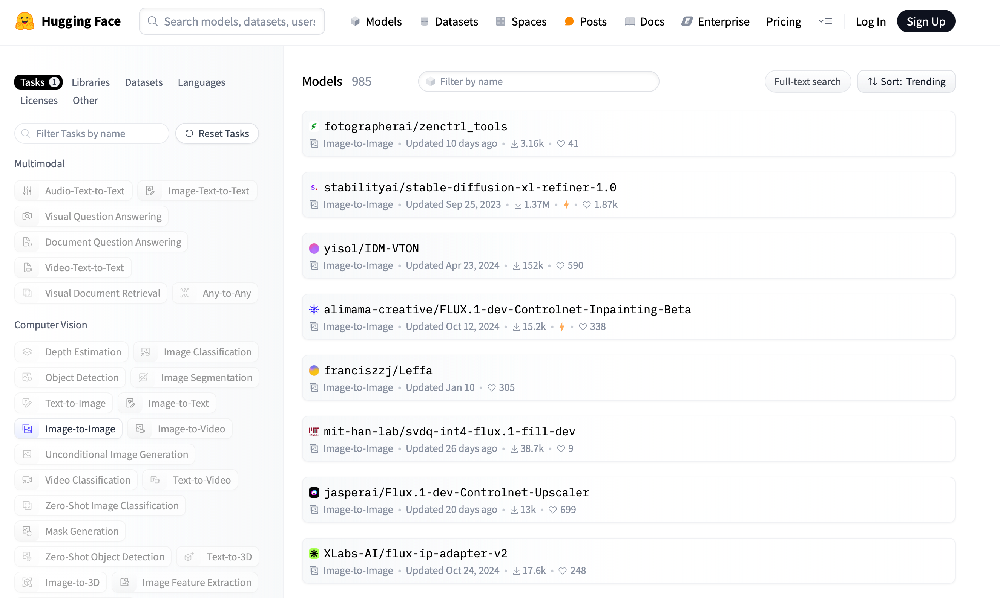 Hugging Face
Search models, datasets, users
Models
Datasets
Spaces
Posts
Docs
Enterprise
Pricing
Log In
Sign Up
Tasks 1
Libraries
Datasets
Languages
Licenses
Other
Filter Tasks by name
Reset Tasks
Multimodal
Audio-Text-to-Text
Image-Text-to-Text
Visual Question Answering
Document Question Answering
Video-Text-to-Text
Visual Document Retrieval
Any-to-Any
Computer Vision
Depth Estimation
Image Classification
Object Detection
Image Segmentation
Text-to-Image
Image-to-Text
Image-to-Image
Image-to-Video
Unconditional Image Generation
Video Classification
Text-to-Video
Zero-Shot Image Classification
Mask Generation
Zero-Shot Object Detection
Text-to-3D
Image-to-3D
Image Feature Extraction
Models 985
Filter by name
Full-text search
Sort: Trending
fotographerai/zenctrl_tools
Image-to-Image • Updated 10 days ago • 3.16k • 41
stabilityai/stable-diffusion-xl-refiner-1.0
Image-to-Image • Updated Sep 25, 2023 • 1.37M • • 1.87k
yisol/IDM-VTON
Image-to-Image • Updated Apr 23, 2024 • 152k • 590
alimama-creative/FLUX.1-dev-Controlnet-Inpainting-Beta
Image-to-Image • Updated Oct 12, 2024 • 15.2k • • 338
franciszzj/Leffa
Image-to-Image • Updated Jan 10 • 305
mit-han-lab/svdq-int4-flux.1-fill-dev
Image-to-Image • Updated 26 days ago • 38.7k • 9
jasperai/Flux.1-dev-Controlnet-Upscaler
Image-to-Image • Updated 20 days ago • 13k • 699
XLabs-AI/flux-ip-adapter-v2
Image-to-Image • Updated Oct 24, 2024 • 17.6k • 248